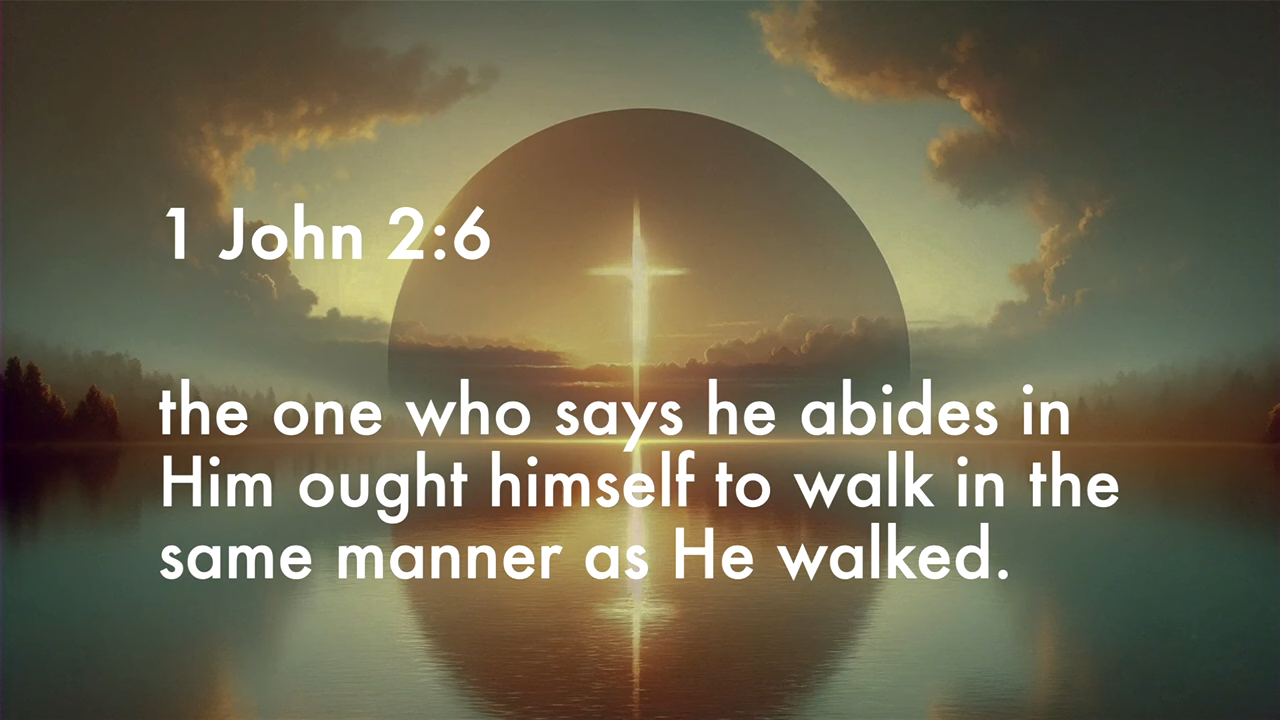 1 John 2:6
the one who says he abides in
Him ought himself to walk in the
same manner as He walked.